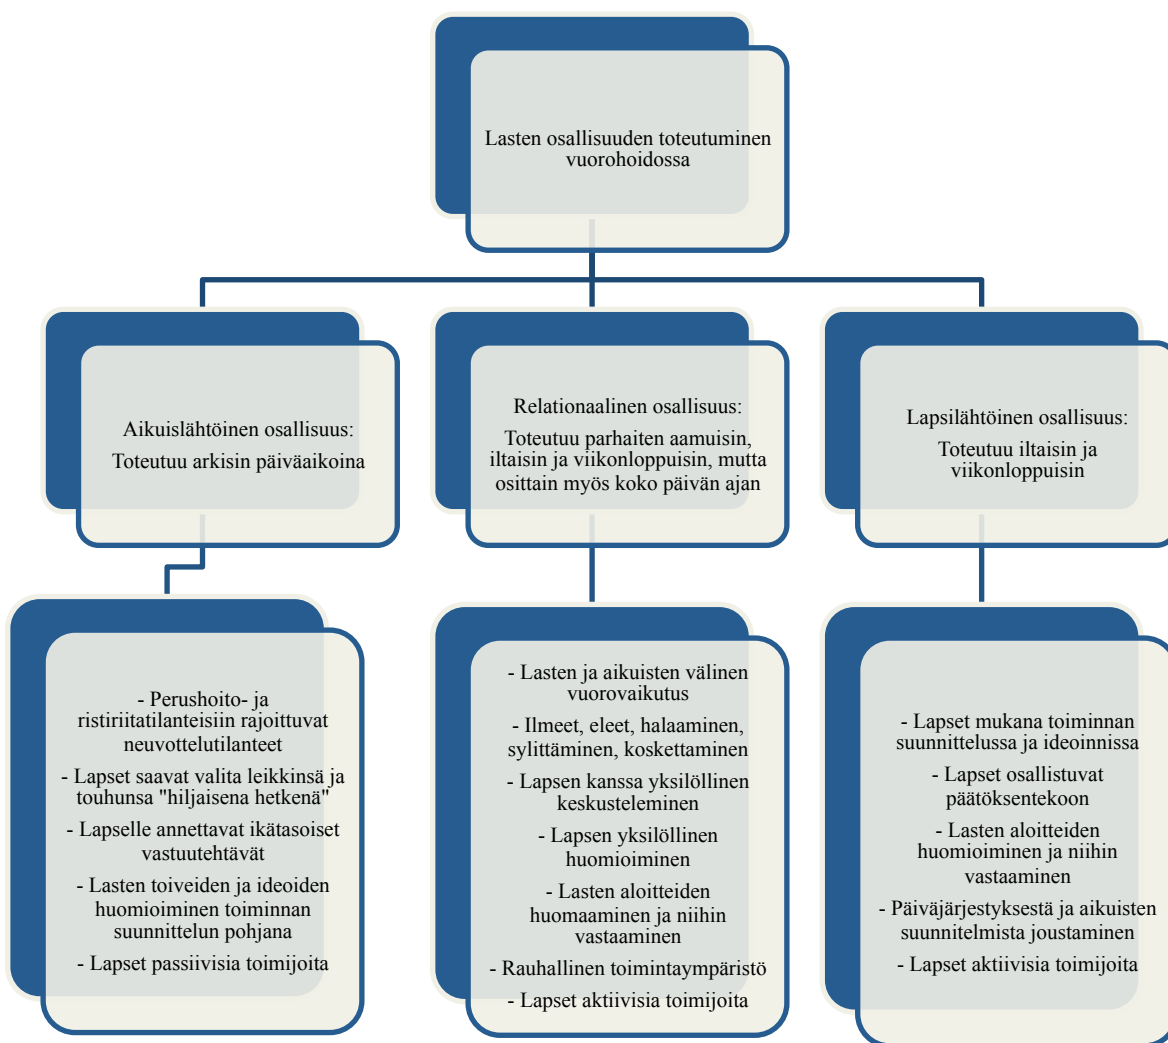 Lasten osallisuuden toteutuminen
vuorohoidossa
Aikuislähtöinen osallisuus:
Toteutuu arkisin päiväaikoina
Relationaalinen osallisuus:
Toteutuu parhaiten aamuisin,
iltaisin ja viikonloppuisin, mutta
osittain myös koko päivän ajan
Lapsilähtöinen osallisuus:
Toteutuu iltaisin ja
viikonloppuisin
- Perushoito- ja
ristiriitatilanteisiin rajoittuvat
neuvottelutilanteet
- Lapset saavat valita leikkinsä ja
touhunsa "hiljaisena hetkenä"
- Lapselle annettavat ikätasoiset
vastuutehtävät
- Lasten toiveiden ja ideoiden
huomioiminen toiminnan
suunnittelun pohjana
- Lapset passiivisia toimijoita
- Lasten ja aikuisten välinen
vuorovaikutus
- Ilmeet, eleet, halaaminen,
sylittäminen, koskettaminen
- Lapsen kanssa yksilöllinen
keskusteleminen
- Lapsen yksilöllinen
huomioiminen
- Lasten aloitteiden
huomaaminen ja niihin
vastaaminen
- Rauhallinen toimintaympäristö
- Lapset aktiivisia toimijoita
- Lapset mukana toiminnan
suunnittelussa ja ideoinnissa
- Lapset osallistuvat
päätöksentekoon
- Lasten aloitteiden
huomioiminen ja niihin
vastaaminen
- Päiväjärjestyksestä ja aikuisten
suunnitelmista joustaminen
- Lapset aktiivisia toimijoita